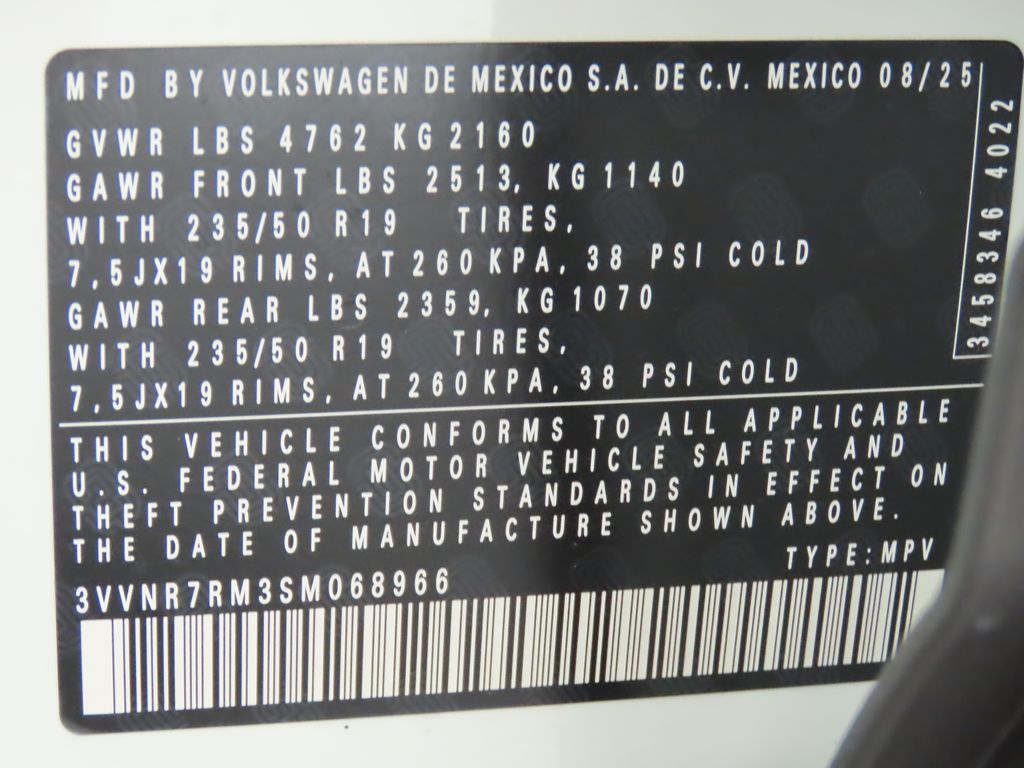 MFD BY VOLKSWAGEN DE MEXICO S.A. DE C.V. MEXICO 08/25
GVWR LBS 4762 KG 2160
GAWR FRONT LBS 2513, KG 1140
WITH 235/50 R19 TIRES,
7,5JX19 RIMS, AT 260 KPA, 38 PSI COLD
GAWR REAR LBS 2359, KG 1070
WITH 235/50 R19 TIRES,
7,5JX19 RIMS, AT 260 KPA, 38 PSI COLD
3458346 4022
THIS VEHICLE CONFORMS TO ALL APPLICABLE
U.S. FEDERAL MOTOR VEHICLE SAFETY AND
THEFT PREVENTION STANDARDS IN EFFECT ON
THE DATE OF MANUFACTURE SHOWN ABOVE.
TYPE: MPV
3VVNR7RM3SM068966